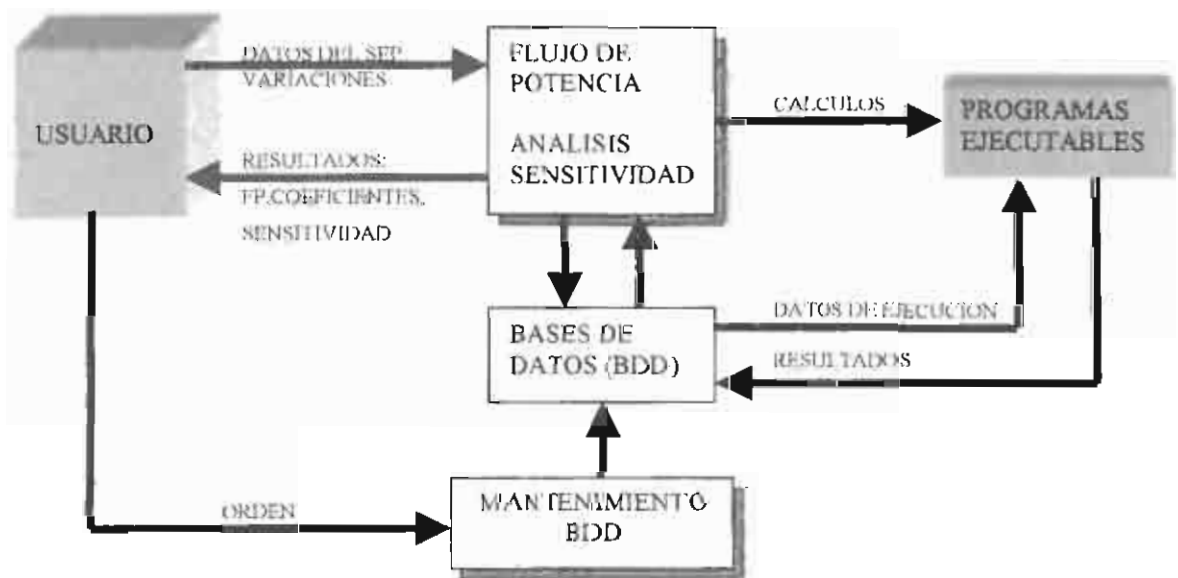 USUARIO
DATOS DEL SEP
VARIACIONES
RESULTADOS:
FP.COEFICIENTES.
SENSITIVIDAD
FLUJO DE
POTENCIA
ANALISIS
SENSITIVIDAD
CALCULOS
PROGRAMAS
EJECUTABLES
BASES DE
DATOS (BDD)
DATOS DE EJECUCION
RESULTADOS
ORDEN
MANTENIMIENTO
BDD